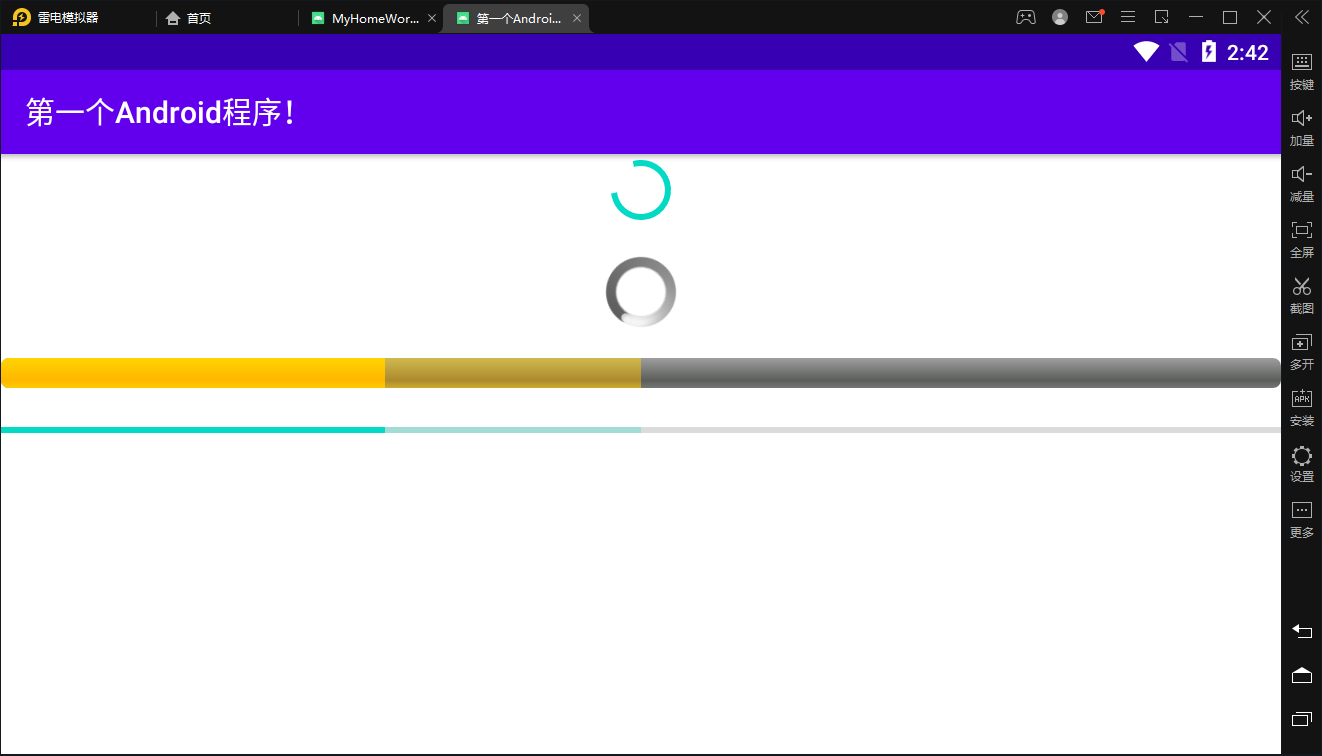 雷电模拟器
首页
MyHomeWor...
第一个Androi...
2:42
第一个Android程序!
按键
加量
减量
全屏
截图
多开
APK
安装
设置
更多